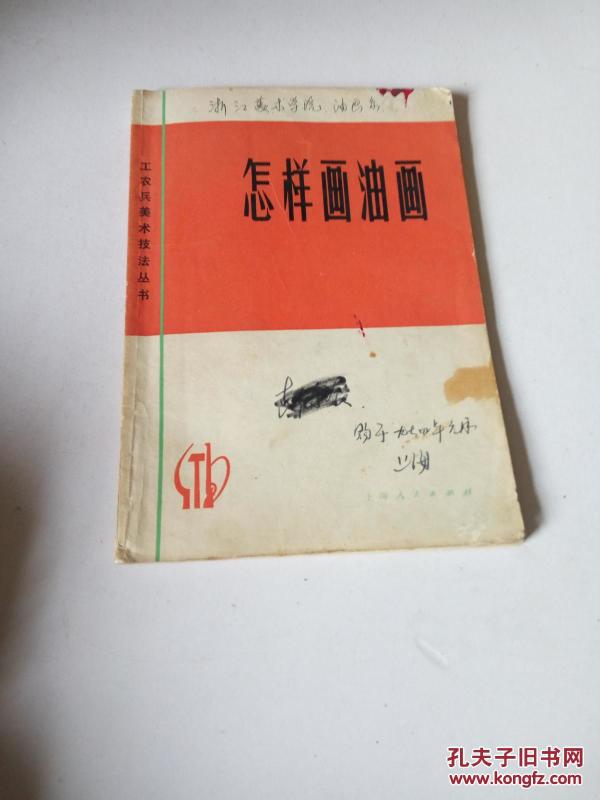 浙江美术学院 油画系
怎样画油画
工农兵美术技法丛书
购于九七四年元月
上海
上海人民出版社
孔夫子旧书网
www.kongfz.com